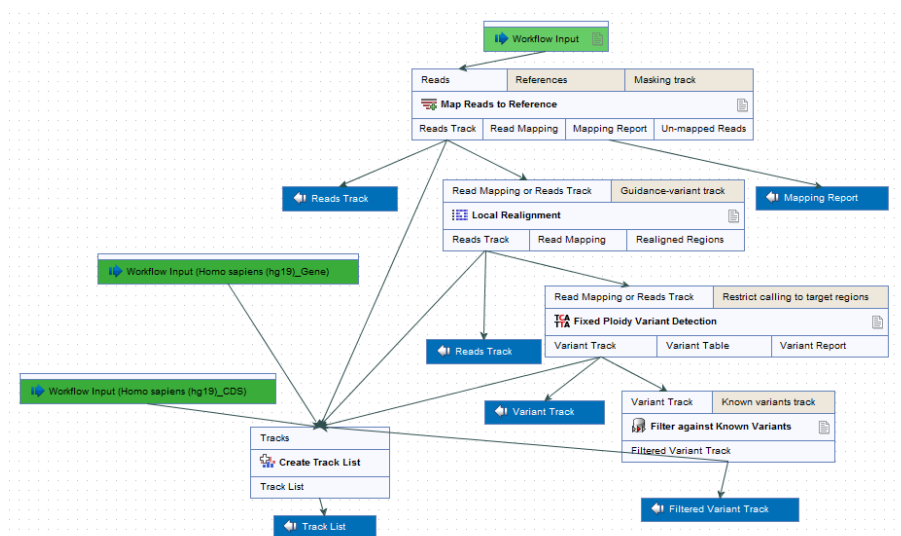 Workflow Input
Reads References Masking track
Map Reads to Reference
Reads Track Read Mapping Mapping Report Un-mapped Reads
Reads Track
Mapping Report
Read Mapping or Reads Track Guidance-variant track
Local Realignment
Reads Track Read Mapping Realigned Regions
Workflow Input (Homo sapiens (hg19)_Gene)
Read Mapping or Reads Track Restrict calling to target regions
TCA TTA Fixed Ploidy Variant Detection
Variant Track Variant Table Variant Report
Reads Track
Workflow Input (Homo sapiens (hg19)_CDS)
Variant Track
Variant Track Known variants track
Filter against Known Variants
Filtered Variant Track
Tracks
Create Track List
Track List
Filtered Variant Track
Track List